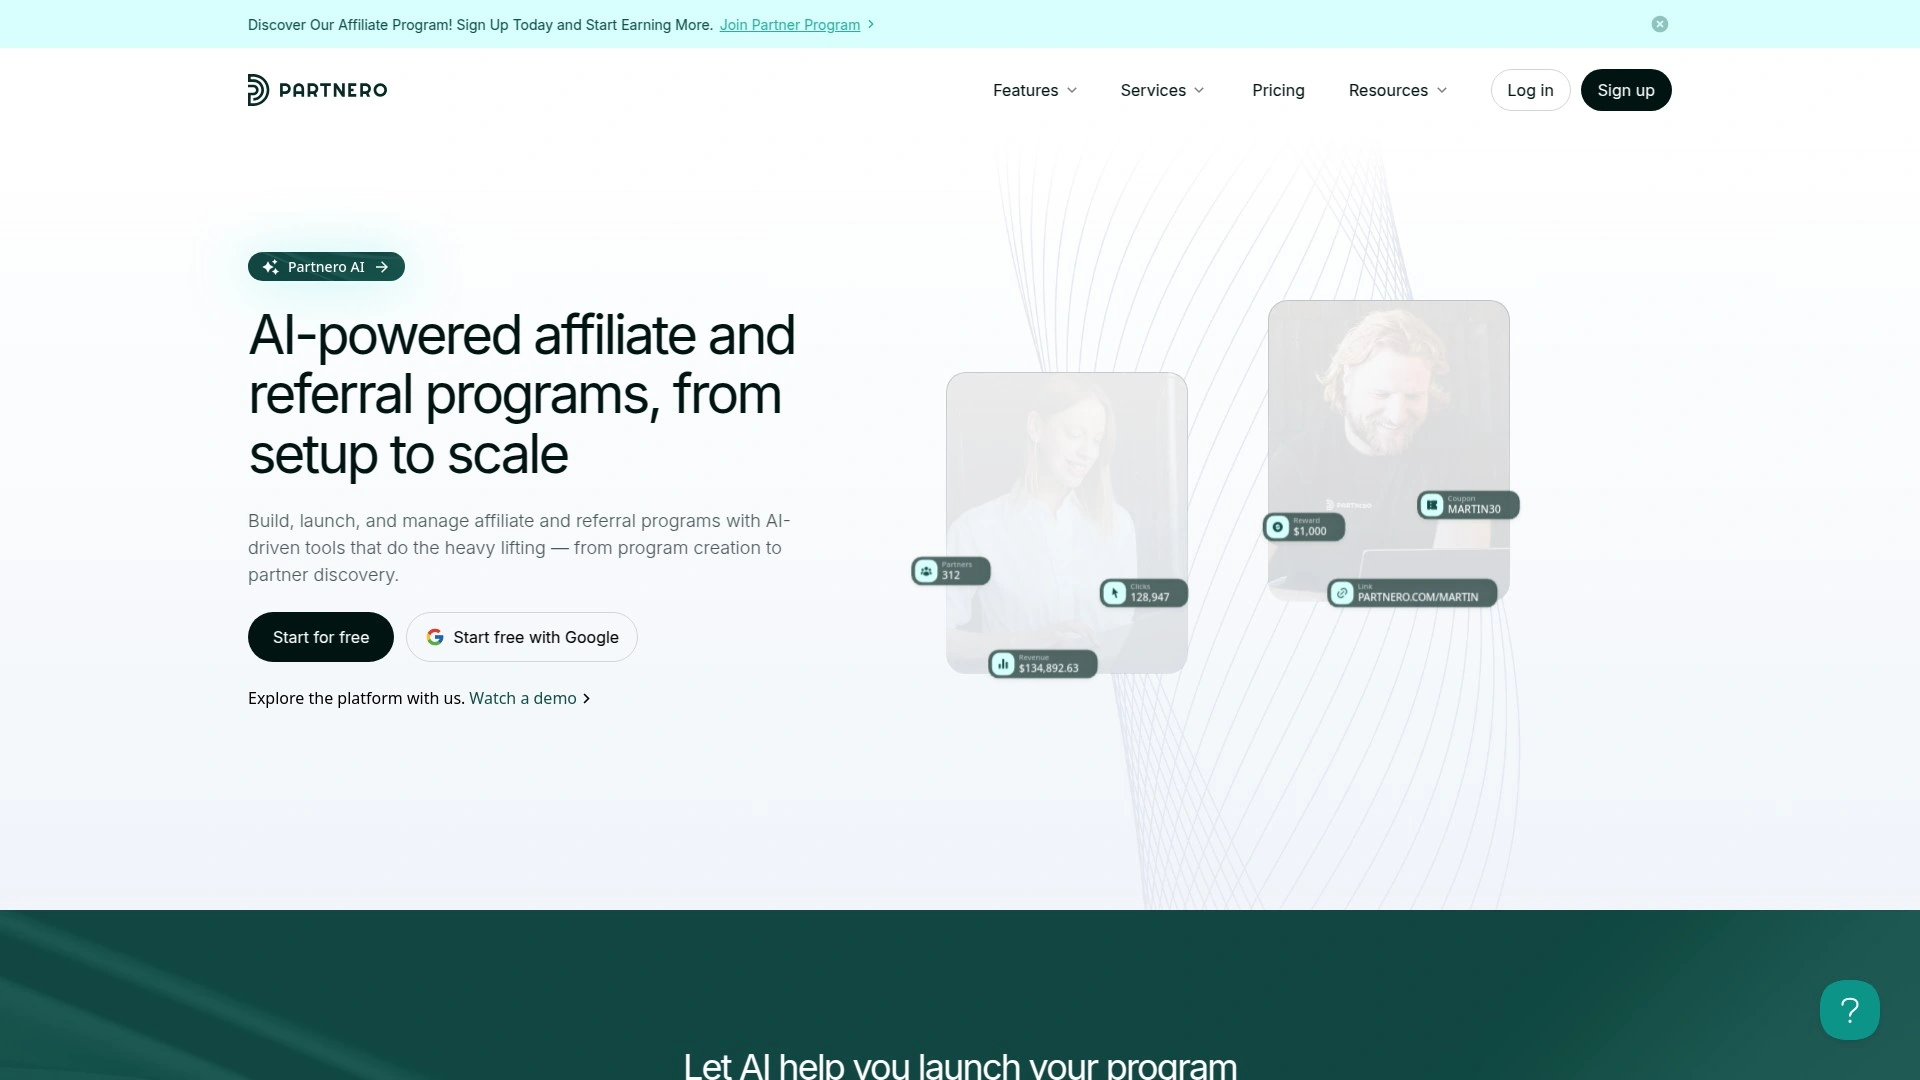 Discover Our Affiliate Program! Sign Up Today and Start Earning More. Join Partner Program
PARTNERO
Features
Services
Pricing
Resources
Log in
Sign up
Partnero AI
AI-powered affiliate and
referral programs, from
setup to scale
Build, launch, and manage affiliate and referral programs with AI-
driven tools that do the heavy lifting — from program creation to
partner discovery.
Start for free
Start free with Google
Explore the platform with us. Watch a demo
Partners
312
Clicks
128,947
Revenue
$134,892.63
Reward
$1,000
Coupon
MARTIN30
Link
PARTNERO.COM/MARTIN
Let AI help you launch your program
?